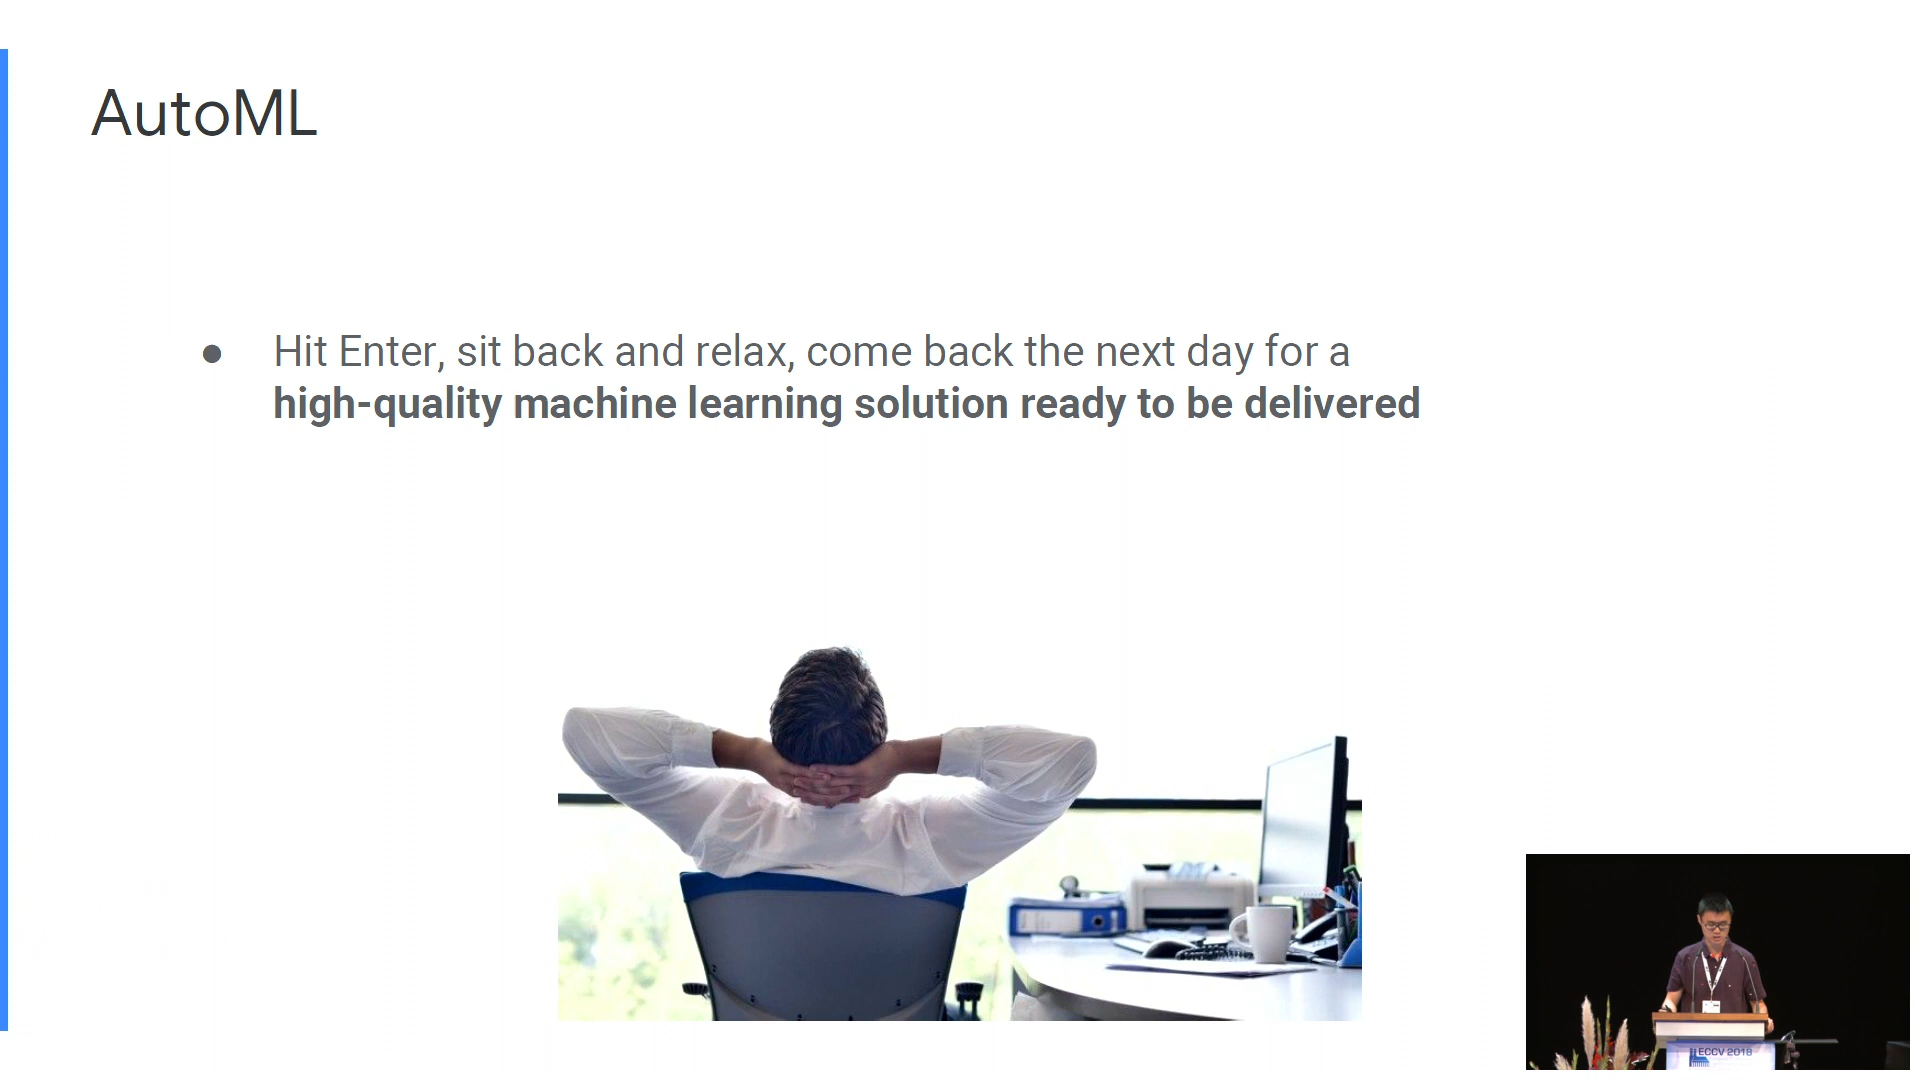 AutoML
● Hit Enter, sit back and relax, come back the next day for a
high-quality machine learning solution ready to be delivered
ECCV 2018